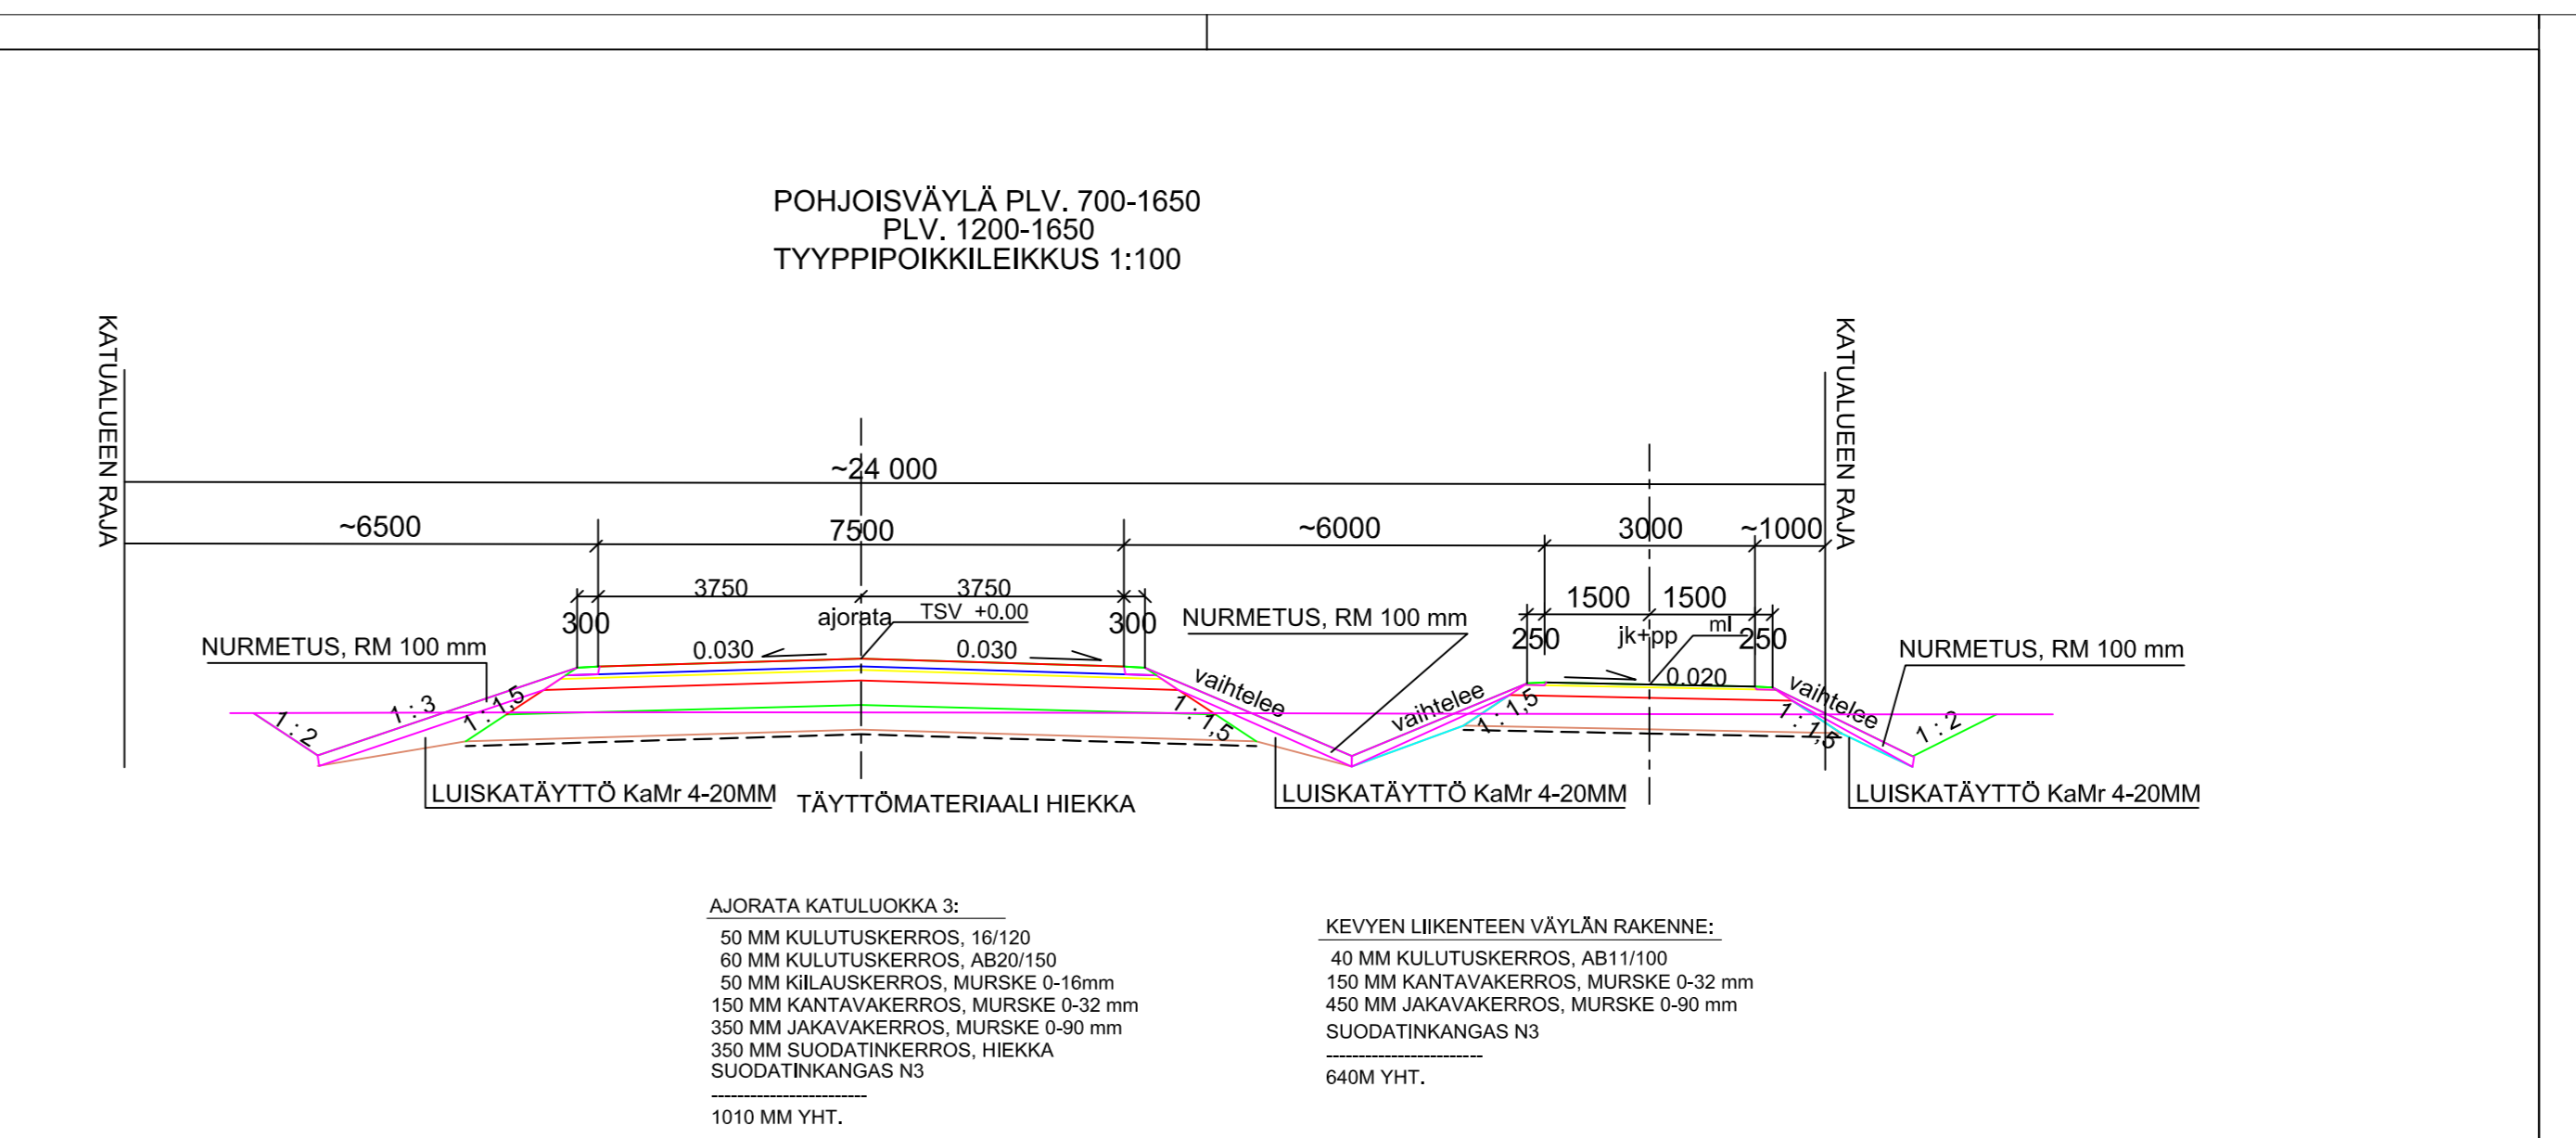 POHJOISVÄYLÄ PLV. 700-1650
PLV. 1200-1650
TYYPPIPOIKKILEIKKUS 1:100
KATUALUEEN RAJA
KATUALUEEN RAJA
~24 000
~6500
7500
~6000
3000
~1000
3750
3750
1500
1500
300
ajorata
TSV +0.00
300
NURMETUS, RM 100 mm
250
jk+pp
ml
250
NURMETUS, RM 100 mm
0.030
0.030
NURMETUS, RM 100 mm
0.020
1 : 2
1 : 3
1 : 1,5
1 : 1,5
vaihtelee
vaihtelee
1 : 1,5
vaihtelee
1 : 1,5
1 : 2
LUISKATÄYTTÖ KaMr 4-20MM
TÄYTTÖMATERIAALI HIEKKA
LUISKATÄYTTÖ KaMr 4-20MM
LUISKATÄYTTÖ KaMr 4-20MM
AJORATA KATULUOKKA 3:
50 MM KULUTUSKERROS, 16/120
60 MM KULUTUSKERROS, AB20/150
50 MM KiILAUSKERROS, MURSKE 0-16mm
150 MM KANTAVAKERROS, MURSKE 0-32 mm
350 MM JAKAVAKERROS, MURSKE 0-90 mm
350 MM SUODATINKERROS, HIEKKA
SUODATINKANGAS N3
------------------------
1010 MM YHT.
KEVYEN LIIKENTEEN VÄYLÄN RAKENNE:
40 MM KULUTUSKERROS, AB11/100
150 MM KANTAVAKERROS, MURSKE 0-32 mm
450 MM JAKAVAKERROS, MURSKE 0-90 mm
SUODATINKANGAS N3
------------------------
640M YHT.